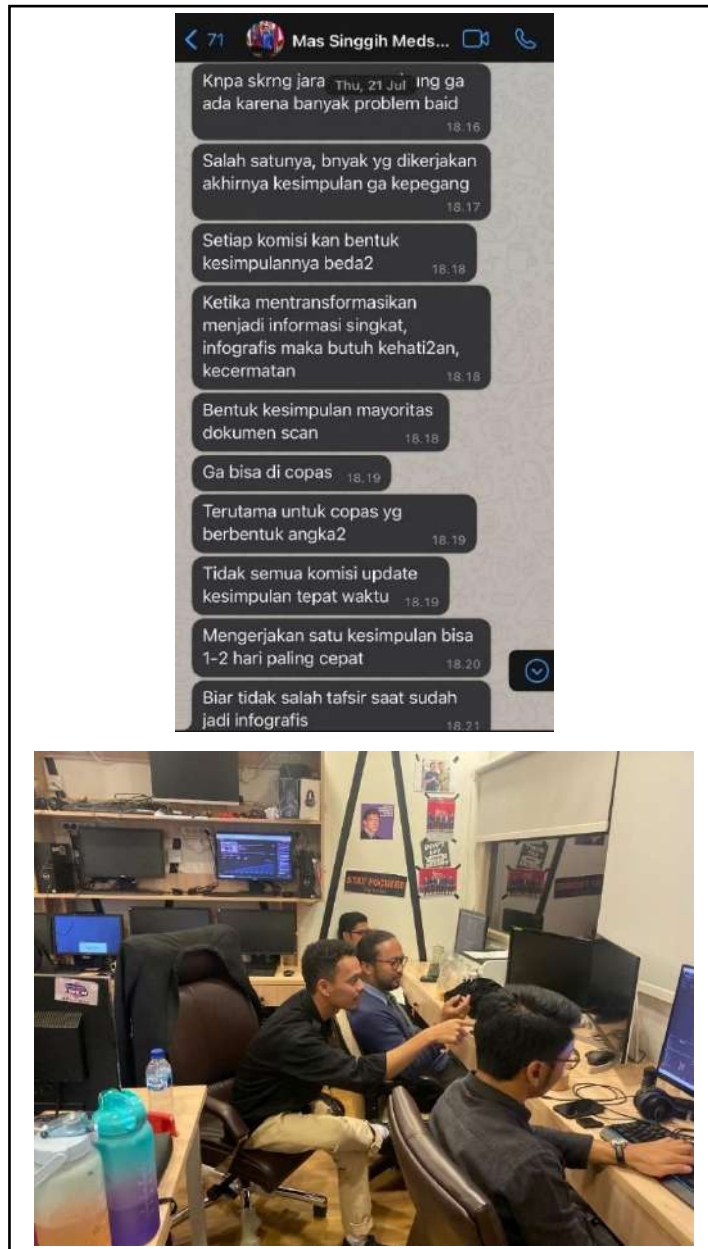 71 Mas Singgih Meds...
Thu, 21 Jul
Knpa skrng jara ng ga
ada karena banyak problem baid
18.16
Salah satunya, bnyak yg dikerjakan
akhirnya kesimpulan ga kepegang
18.17
Setiap komisi kan bentuk
kesimpulannya beda2 18.18
Ketika mentransformasikan
menjadi informasi singkat,
infografis maka butuh kehati2an,
kecermatan 18.18
Bentuk kesimpulan mayoritas
dokumen scan 18.18
Ga bisa di copas 18.19
Terutama untuk copas yg
berbentuk angka2 18.19
Tidak semua komisi update
kesimpulan tepat waktu 18.19
Mengerjakan satu kesimpulan bisa
1-2 hari paling cepat 18.20
Biar tidak salah tafsir saat sudah
jadi infografis 18.21
STAY FOCUSED